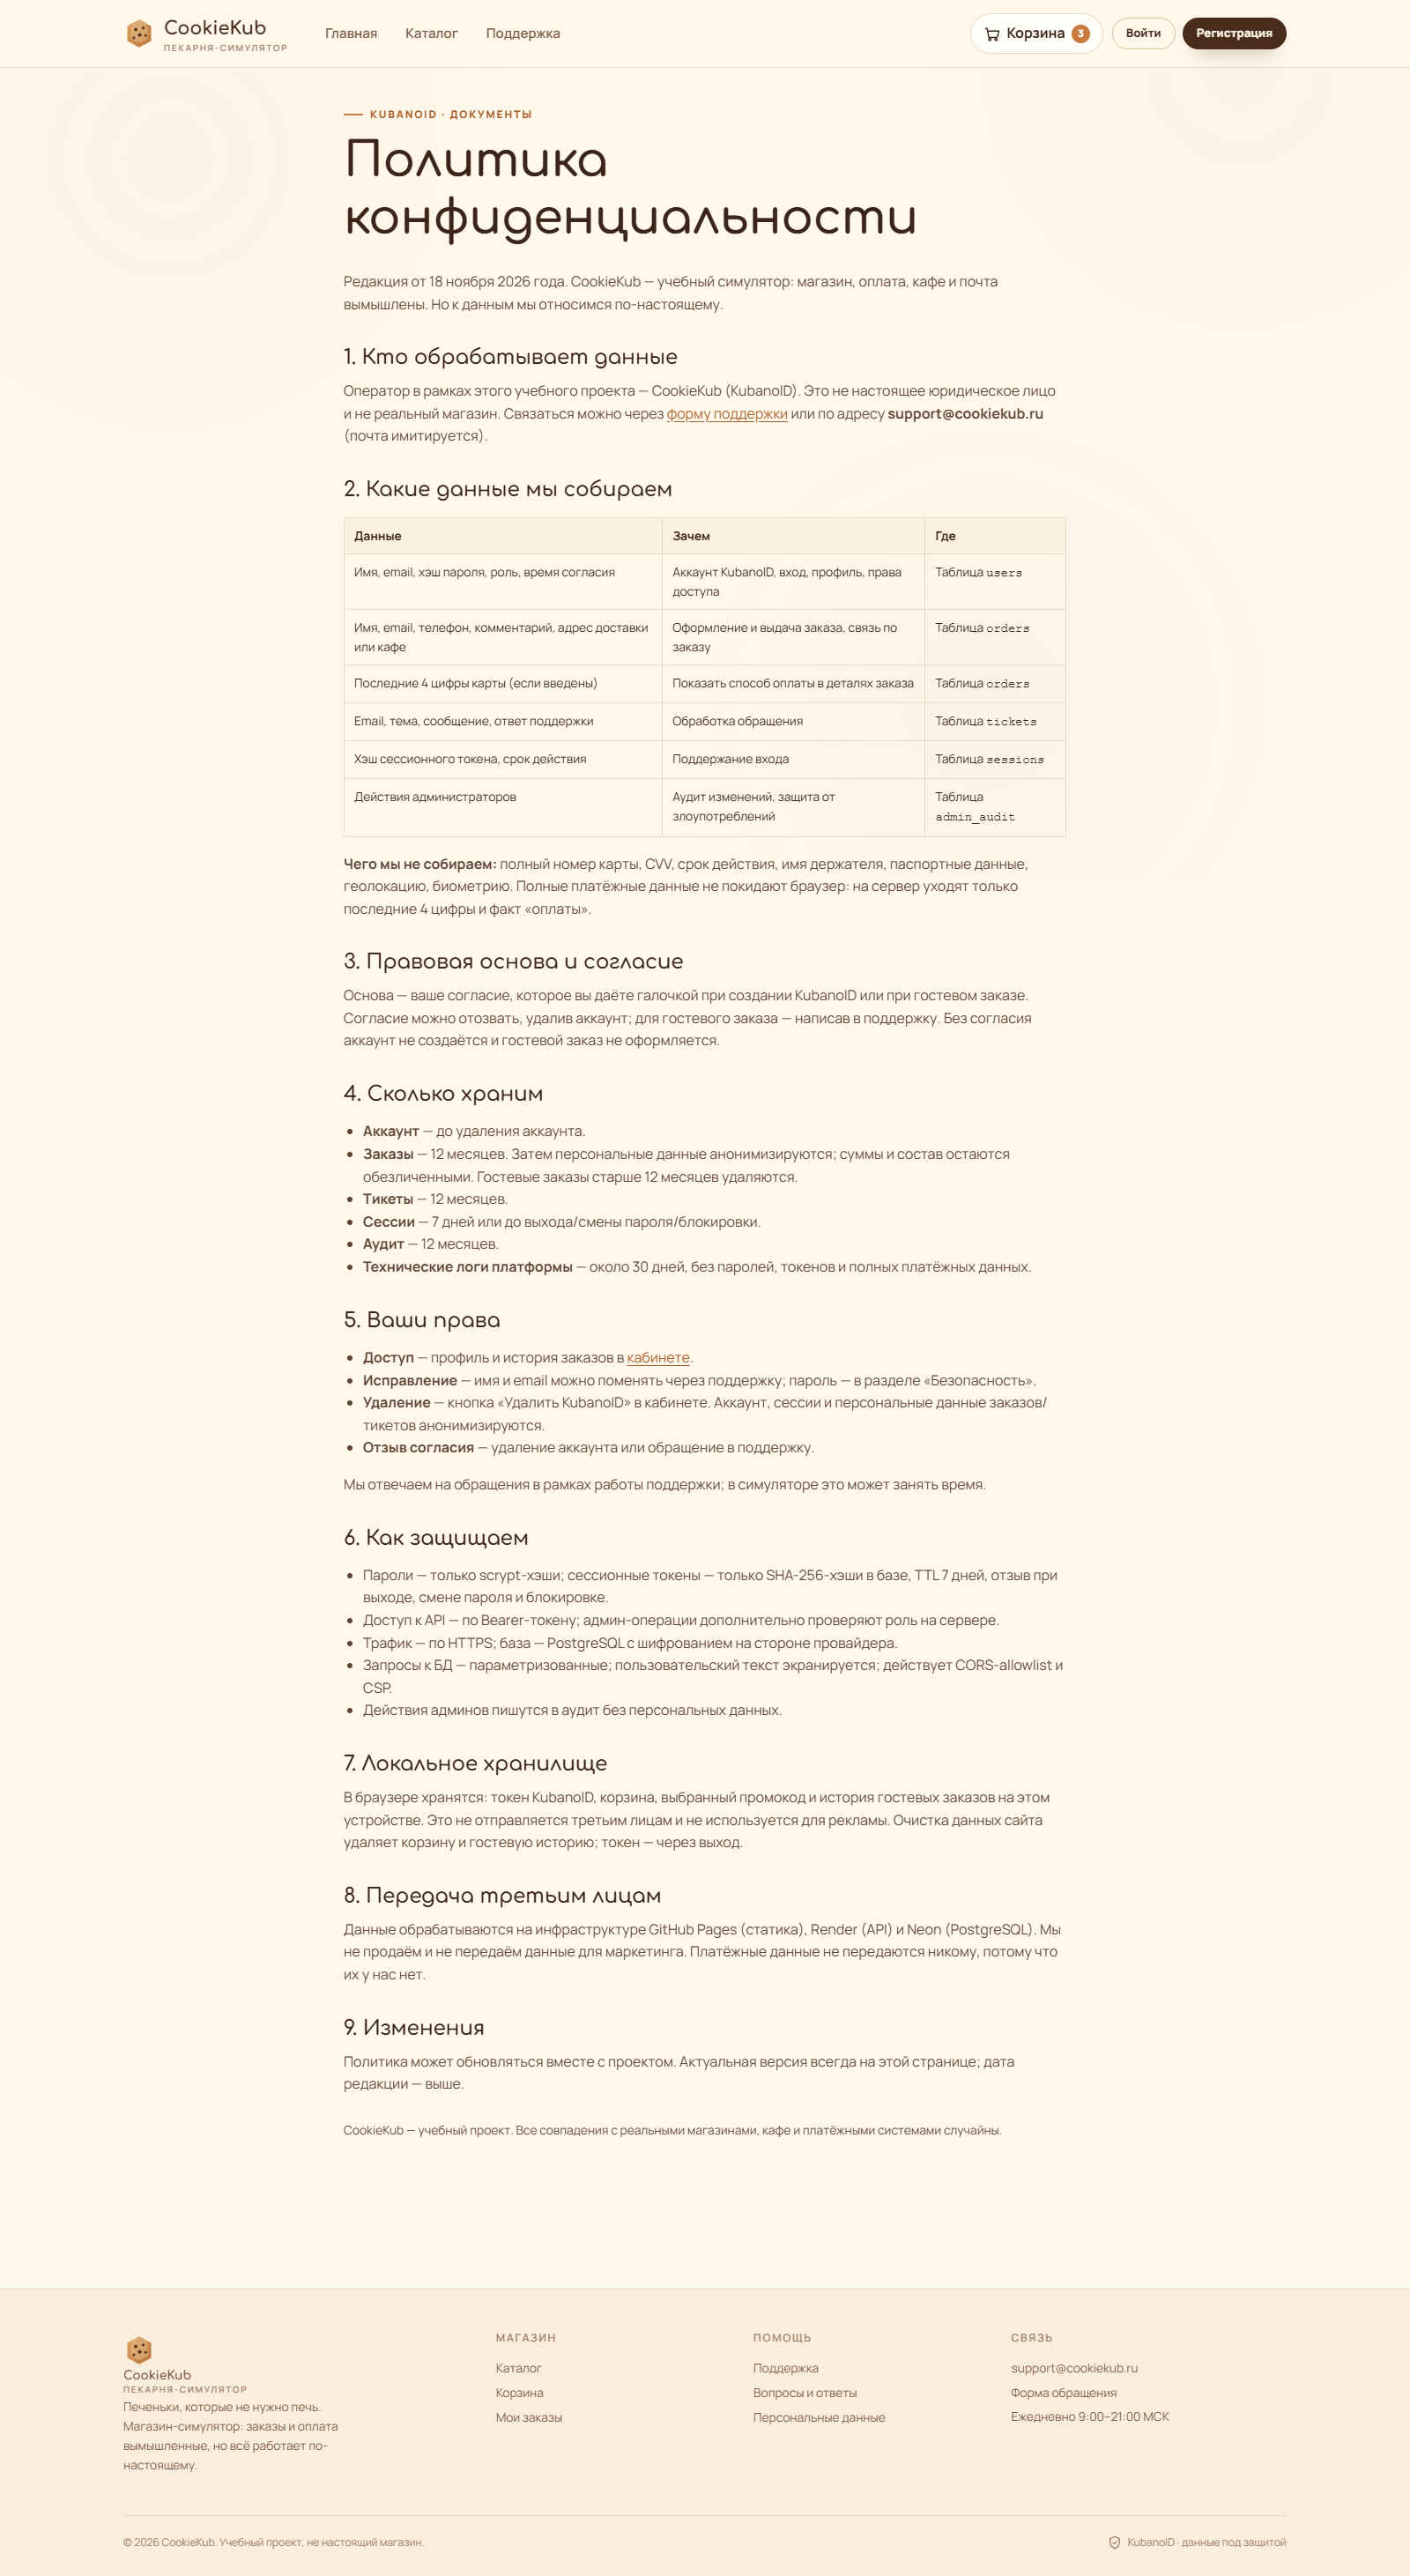 CookieKub
ПЕКАРНЯ-СИМУЛЯТОР
Главная
Каталог
Поддержка
Корзина 3
Войти
Регистрация
KUBANOID · ДОКУМЕНТЫ
Политика
конфиденциальности
Редакция от 18 ноября 2026 года. CookieKub — учебный симулятор: магазин, оплата, кафе и почта
вымышлены. Но к данным мы относимся по-настоящему.
1. Кто обрабатывает данные
Оператор в рамках этого учебного проекта — CookieKub (KubanoID). Это не настоящее юридическое лицо
и не реальный магазин. Связаться можно через форму поддержки или по адресу support@cookiekub.ru
(почта имитируется).
2. Какие данные мы собираем
Данные
Зачем
Где
Имя, email, хэш пароля, роль, время согласия
Аккаунт KubanoID, вход, профиль, права
доступа
Таблица users
Имя, email, телефон, комментарий, адрес доставки
или кафе
Оформление и выдача заказа, связь по
заказу
Таблица orders
Последние 4 цифры карты (если введены)
Показать способ оплаты в деталях заказа
Таблица orders
Email, тема, сообщение, ответ поддержки
Обработка обращения
Таблица tickets
Хэш сессионного токена, срок действия
Поддержание входа
Таблица sessions
Действия администраторов
Аудит изменений, защита от
злоупотреблений
Таблица
admin_audit
Чего мы не собираем: полный номер карты, CVV, срок действия, имя держателя, паспортные данные,
геолокацию, биометрию. Полные платёжные данные не покидают браузер: на сервер уходят только
последние 4 цифры и факт «оплаты».
3. Правовая основа и согласие
Основа — ваше согласие, которое вы даёте галочкой при создании KubanoID или при гостевом заказе.
Согласие можно отозвать, удалив аккаунт; для гостевого заказа — написав в поддержку. Без согласия
аккаунт не создаётся и гостевой заказ не оформляется.
4. Сколько храним
• Аккаунт — до удаления аккаунта.
• Заказы — 12 месяцев. Затем персональные данные анонимизируются; суммы и состав остаются
обезличенными. Гостевые заказы старше 12 месяцев удаляются.
• Тикеты — 12 месяцев.
• Сессии — 7 дней или до выхода/смены пароля/блокировки.
• Аудит — 12 месяцев.
• Технические логи платформы — около 30 дней, без паролей, токенов и полных платёжных данных.
5. Ваши права
• Доступ — профиль и история заказов в кабинете.
• Исправление — имя и email можно поменять через поддержку; пароль — в разделе «Безопасность».
• Удаление — кнопка «Удалить KubanoID» в кабинете. Аккаунт, сессии и персональные данные заказов/
тикетов анонимизируются.
• Отзыв согласия — удаление аккаунта или обращение в поддержку.
Мы отвечаем на обращения в рамках работы поддержки; в симуляторе это может занять время.
6. Как защищаем
• Пароли — только scrypt-хэши; сессионные токены — только SHA-256-хэши в базе, TTL 7 дней, отзыв при
выходе, смене пароля и блокировке.
• Доступ к API — по Bearer-токену; админ-операции дополнительно проверяют роль на сервере.
• Трафик — по HTTPS; база — PostgreSQL с шифрованием на стороне провайдера.
• Запросы к БД — параметризованные; пользовательский текст экранируется; действует CORS-allowlist и
CSP.
• Действия админов пишутся в аудит без персональных данных.
7. Локальное хранилище
В браузере хранятся: токен KubanoID, корзина, выбранный промокод и история гостевых заказов на этом
устройстве. Это не отправляется третьим лицам и не используется для рекламы. Очистка данных сайта
удаляет корзину и гостевую историю; токен — через выход.
8. Передача третьим лицам
Данные обрабатываются на инфраструктуре GitHub Pages (статика), Render (API) и Neon (PostgreSQL). Мы
не продаём и не передаём данные для маркетинга. Платёжные данные не передаются никому, потому что
их у нас нет.
9. Изменения
Политика может обновляться вместе с проектом. Актуальная версия всегда на этой странице; дата
редакции — выше.
CookieKub — учебный проект. Все совпадения с реальными магазинами, кафе и платёжными системами случайны.
CookieKub
ПЕКАРНЯ-СИМУЛЯТОР
Печеньки, которые не нужно печь.
Магазин-симулятор: заказы и оплата
вымышленные, но всё работает по-
настоящему.
МАГАЗИН
Каталог
Корзина
Мои заказы
ПОМОЩЬ
Поддержка
Вопросы и ответы
Персональные данные
СВЯЗЬ
support@cookiekub.ru
Форма обращения
Ежедневно 9:00–21:00 МСК
© 2026 CookieKub. Учебный проект, не настоящий магазин.
KubanoID · данные под защитой